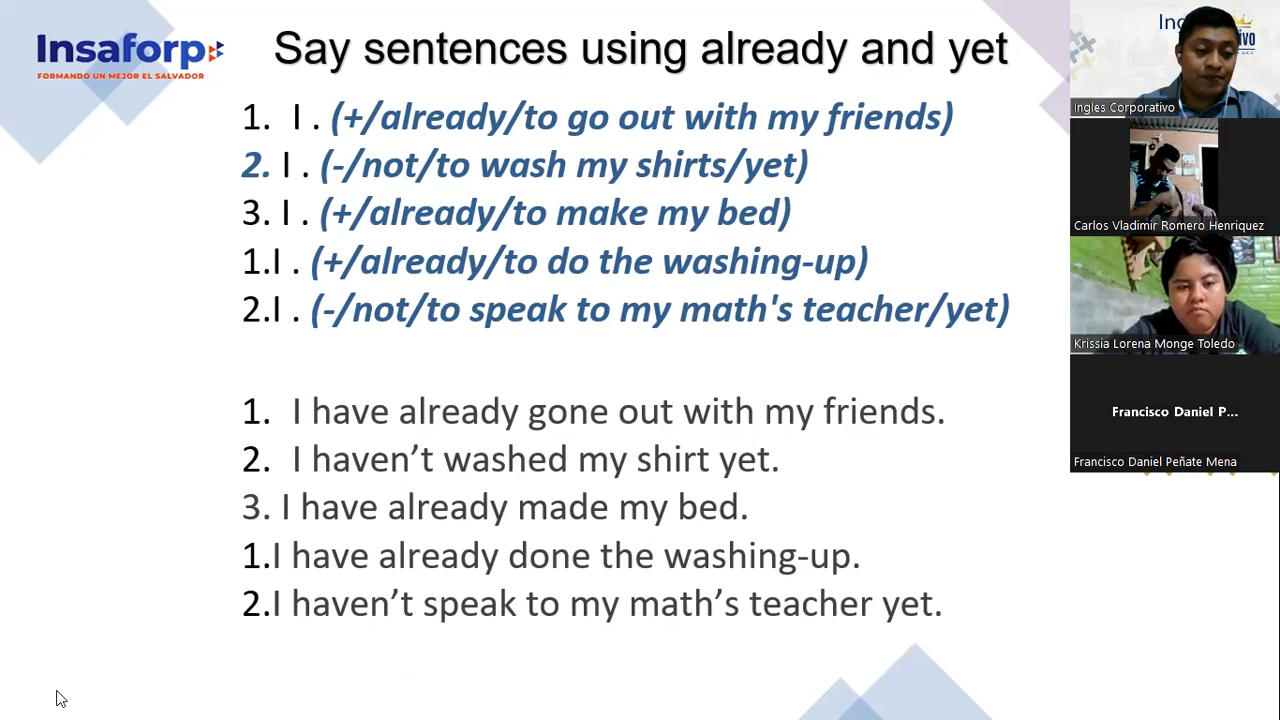 Insaforp
FORMANDO UN MEJOR EL SALVADOR
Say sentences using already and yet
1. I . (+/already/to go out with my friends)
2. I . (-/not/to wash my shirts/yet)
3. I . (+/already/to make my bed)
1.I . (+/already/to do the washing-up)
2.I . (-/not/to speak to my math's teacher/yet)
1. I have already gone out with my friends.
2. I haven’t washed my shirt yet.
3. I have already made my bed.
1.I have already done the washing-up.
2.I haven’t speak to my math’s teacher yet.
Ingles Corporativo
Carlos Vladimir Romero Henriquez
Krissia Lorena Monge Toledo
Francisco Daniel P...
Francisco Daniel Peñate Mena